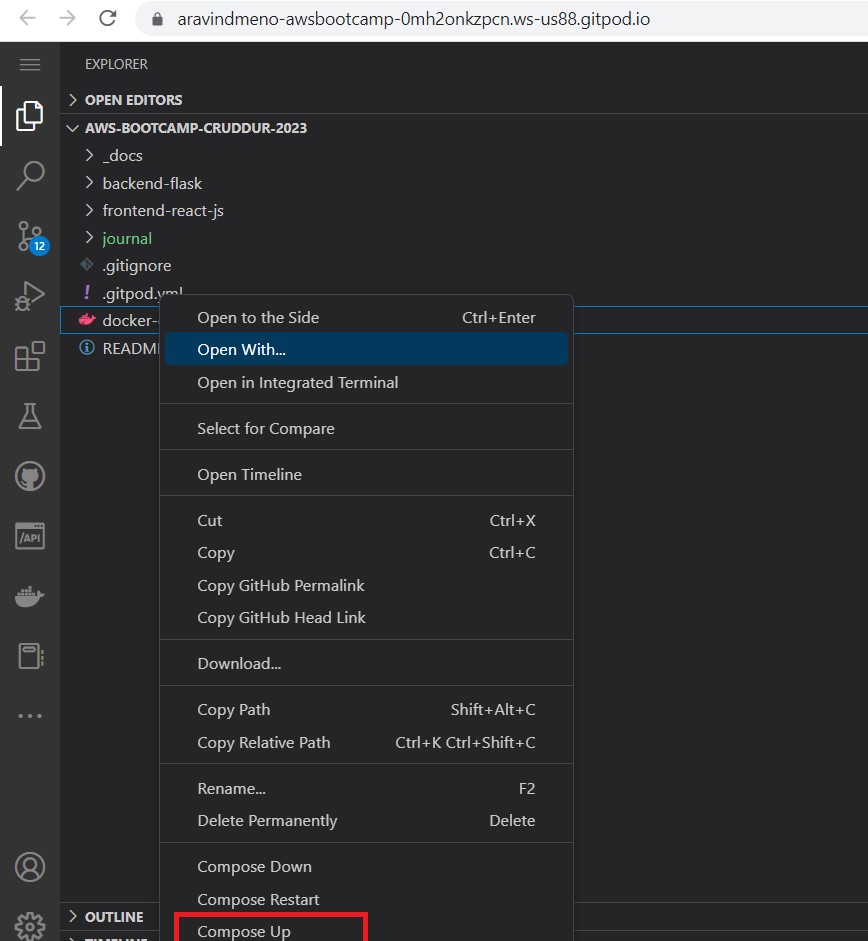 aravindmeno-awsbootcamp-0mh2onkzpcn.ws-us88.gitpod.io
EXPLORER
OPEN EDITORS
AWS-BOOTCAMP-CRUDDUR-2023
_docs
backend-flask
frontend-react-js
journal
.gitignore
.gitpod.yml
docker-
README
12
/API
Open to the Side Ctrl+Enter
Open With...
Open in Integrated Terminal
Select for Compare
Open Timeline
Cut Ctrl+X
Copy Ctrl+C
Copy GitHub Permalink
Copy GitHub Head Link
Download...
Copy Path Shift+Alt+C
Copy Relative Path Ctrl+K Ctrl+Shift+C
Rename... F2
Delete Permanently Delete
Compose Down
Compose Restart
Compose Up
OUTLINE
TIMELINE